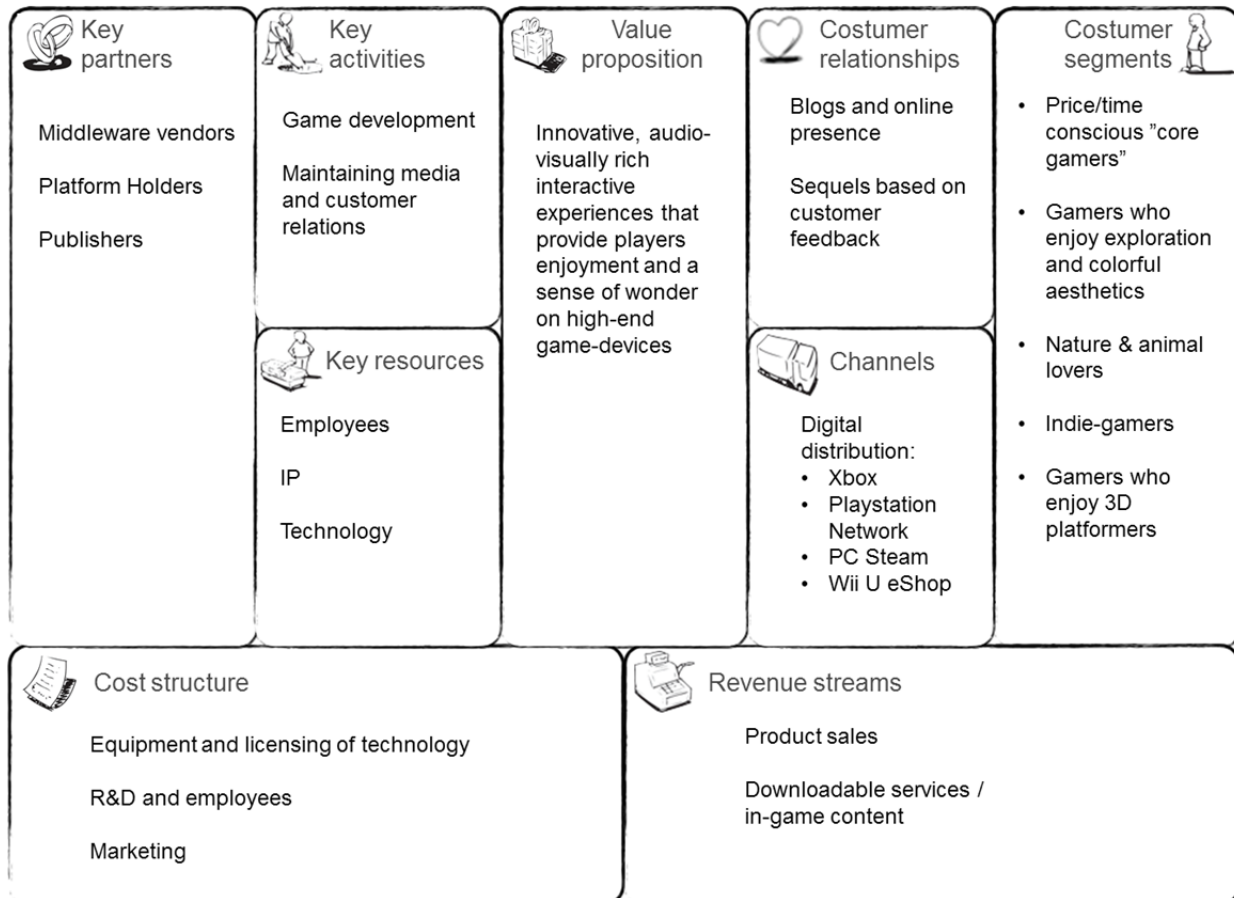 Key
partners
Middleware vendors
Platform Holders
Publishers
Key
activities
Game development
Maintaining media
and customer
relations
Key resources
Employees
IP
Technology
Value
proposition
Innovative, audio-
visually rich
interactive
experiences that
provide players
enjoyment and a
sense of wonder
on high-end
game-devices
Costumer
relationships
Blogs and online
presence
Sequels based on
customer
feedback
Channels
Digital
distribution:
• Xbox
• Playstation
Network
• PC Steam
• Wii U eShop
Costumer
segments
• Price/time
conscious ”core
gamers”
• Gamers who
enjoy exploration
and colorful
aesthetics
• Nature & animal
lovers
• Indie-gamers
• Gamers who
enjoy 3D
platformers
Cost structure
Equipment and licensing of technology
R&D and employees
Marketing
Revenue streams
Product sales
Downloadable services /
in-game content